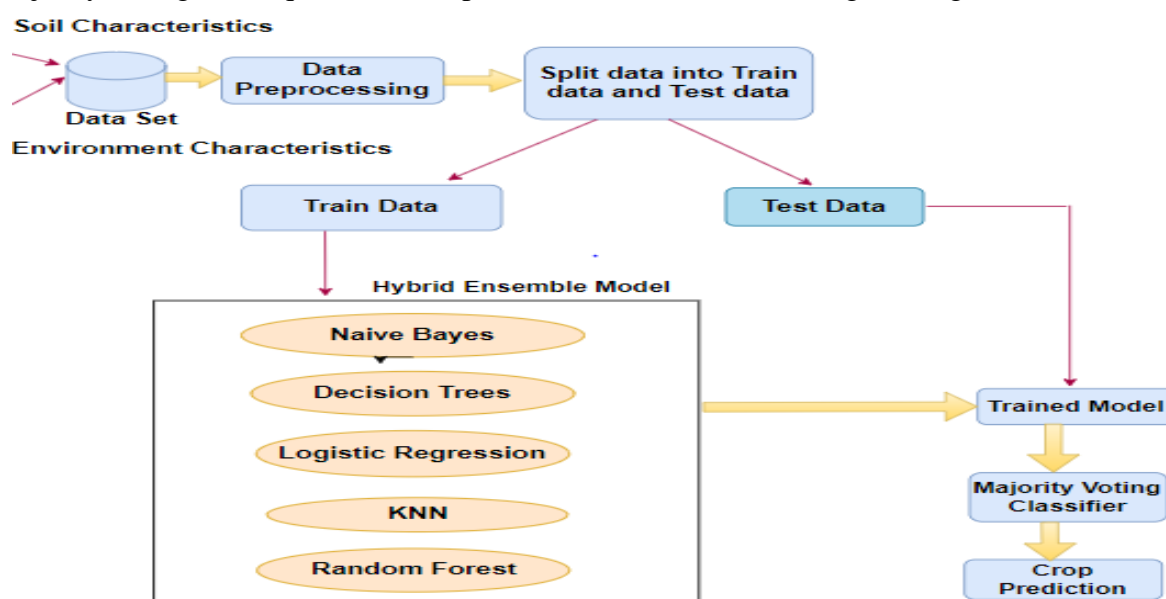 Soil Characteristics
Data
Preprocessing
Split data into Train
data and Test data
Data Set
Environment Characteristics
Train Data
Test Data
Hybrid Ensemble Model
Naive Bayes
Decision Trees
Logistic Regression
KNN
Random Forest
Trained Model
Majority Voting
Classifier
Crop
Prediction